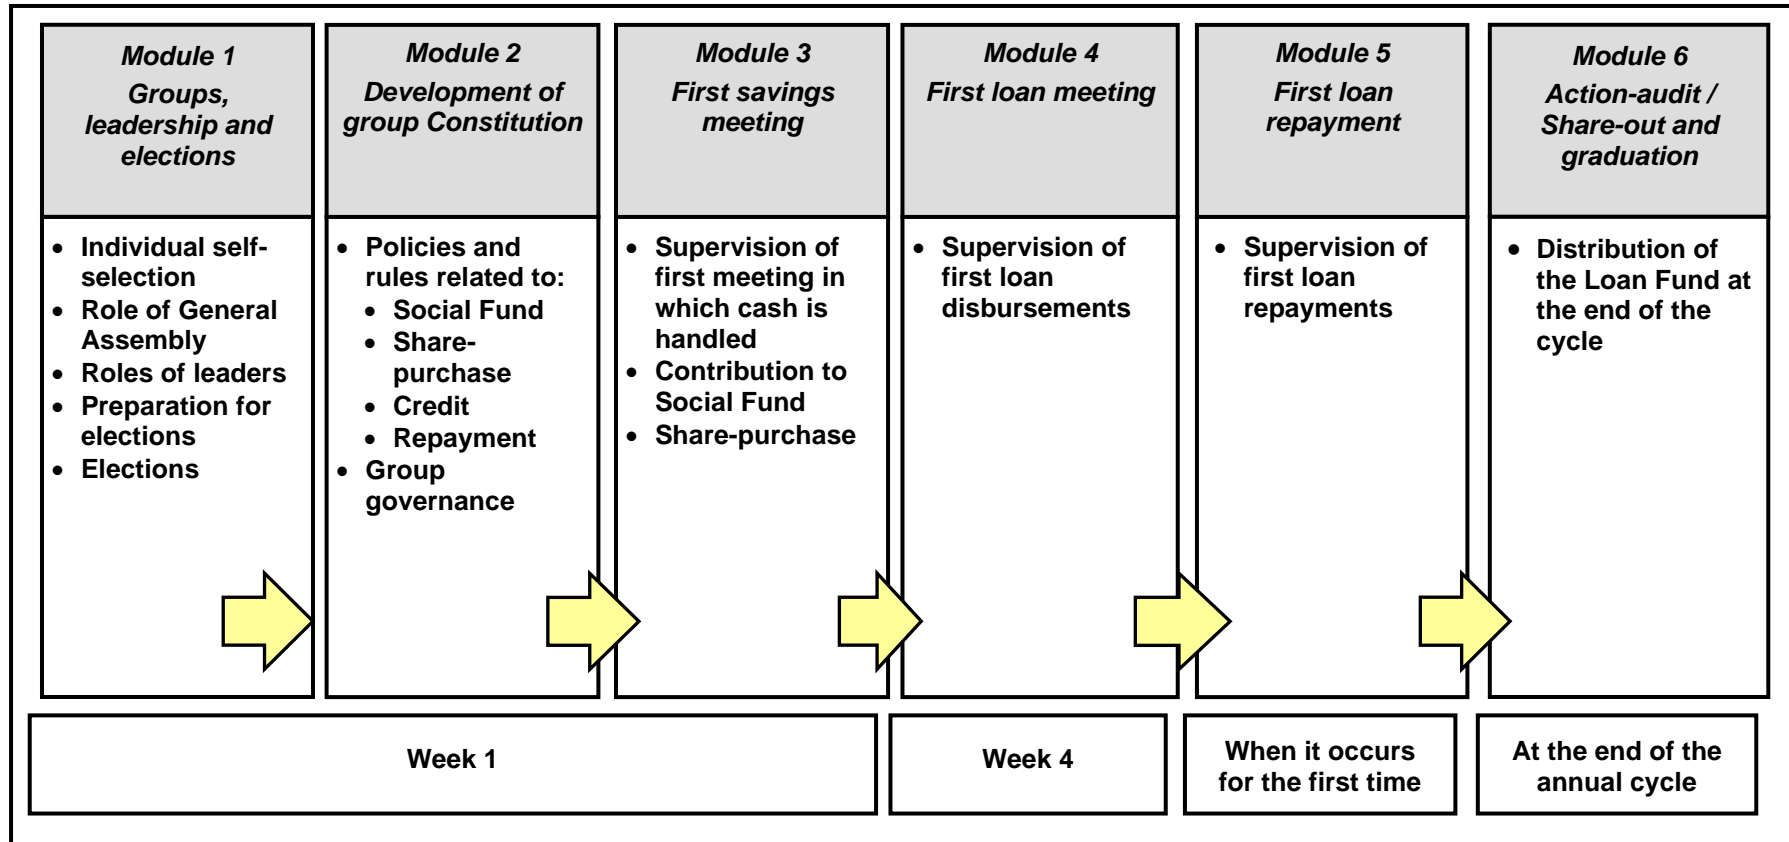 Module 1
Groups,
leadership and
elections
• Individual self-
selection
• Role of General
Assembly
• Roles of leaders
• Preparation for
elections
• Elections
Module 2
Development of
group Constitution
• Policies and
rules related to:
• Social Fund
• Share-
purchase
• Credit
• Repayment
• Group
governance
Module 3
First savings
meeting
• Supervision of
first meeting in
which cash is
handled
• Contribution to
Social Fund
• Share-purchase
Module 4
First loan meeting
• Supervision of
first loan
disbursements
Module 5
First loan
repayment
• Supervision of
first loan
repayments
Module 6
Action-audit /
Share-out and
graduation
• Distribution of
the Loan Fund at
the end of the
cycle
Week 1
Week 4
When it occurs
for the first time
At the end of the
annual cycle